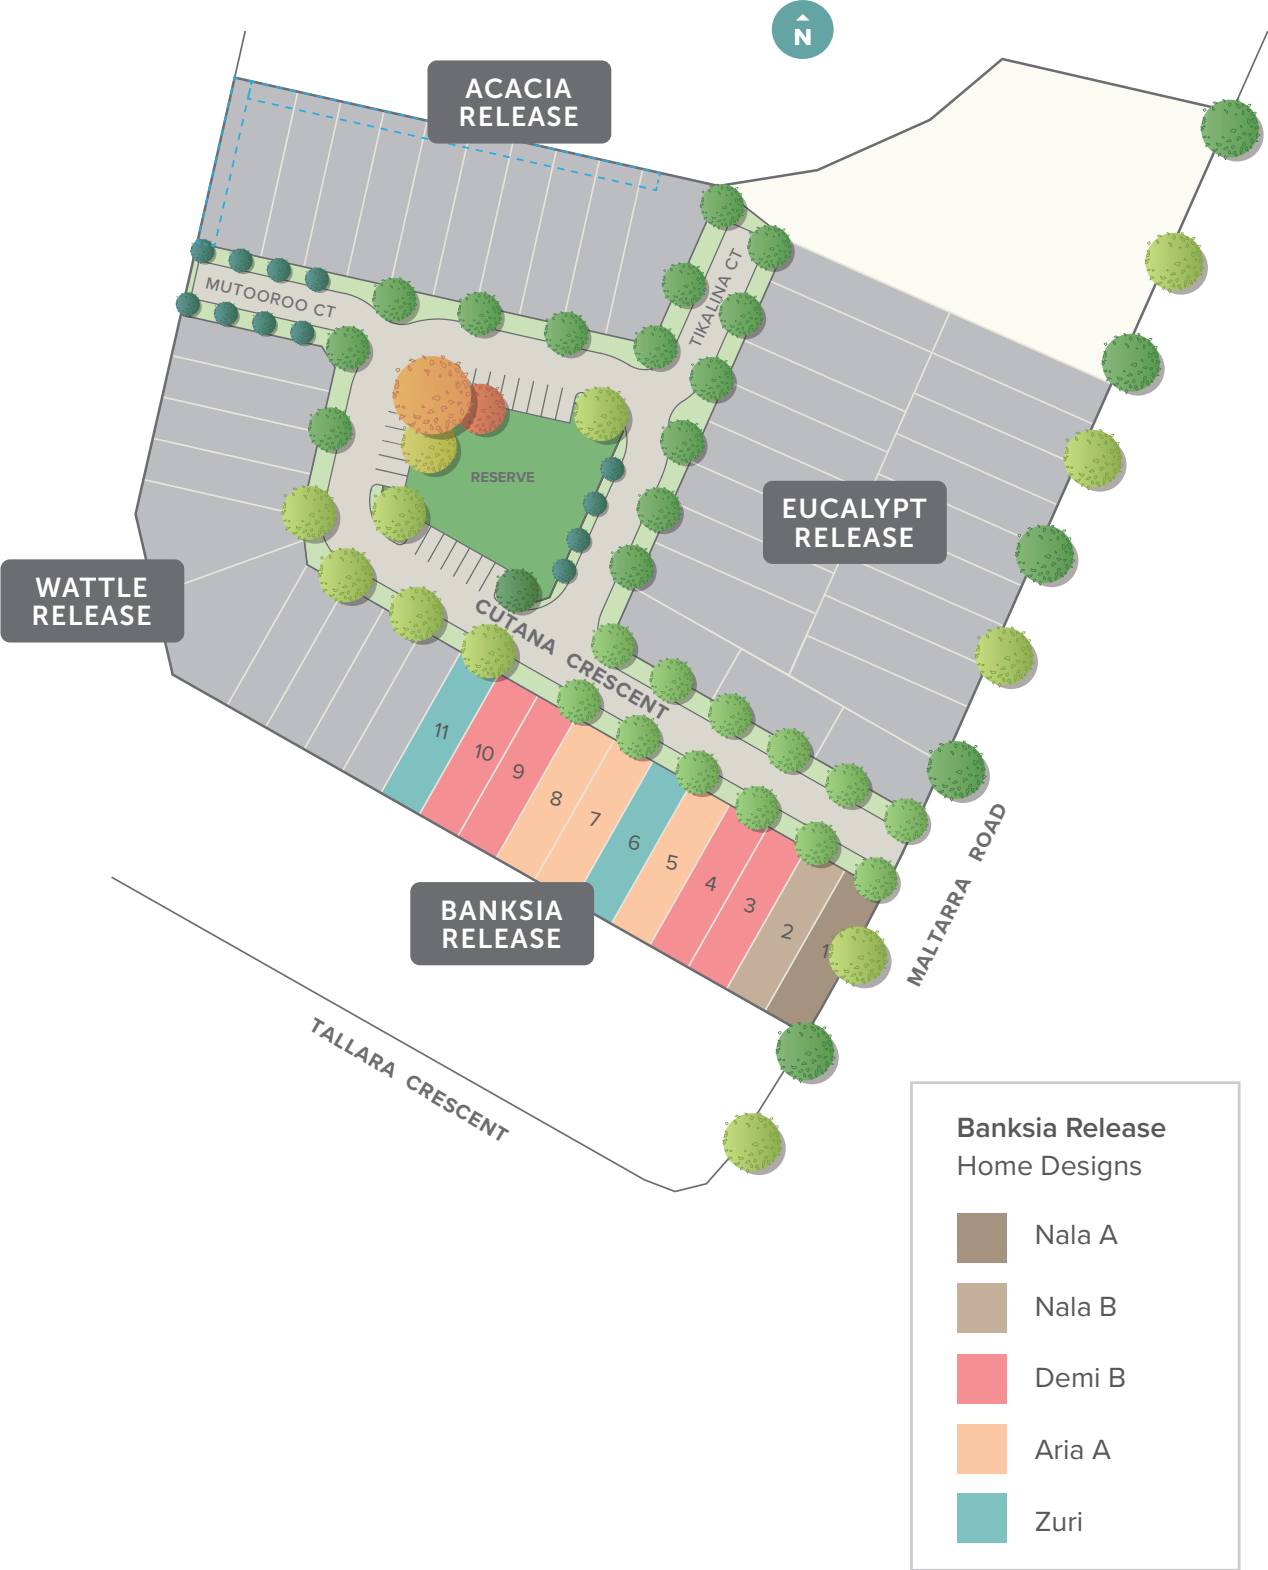 N
ACACIA
RELEASE
MUTOOROO CT
TIKALINA CT
RESERVE
EUCALYPT
RELEASE
WATTLE
RELEASE
CUTANA CRESCENT
11
10
9
8
7
6
5
4
3
2
1
BANKSIA
RELEASE
MALTARRA ROAD
TALLARA CRESCENT
Banksia Release
Home Designs
Nala A
Nala B
Demi B
Aria A
Zuri